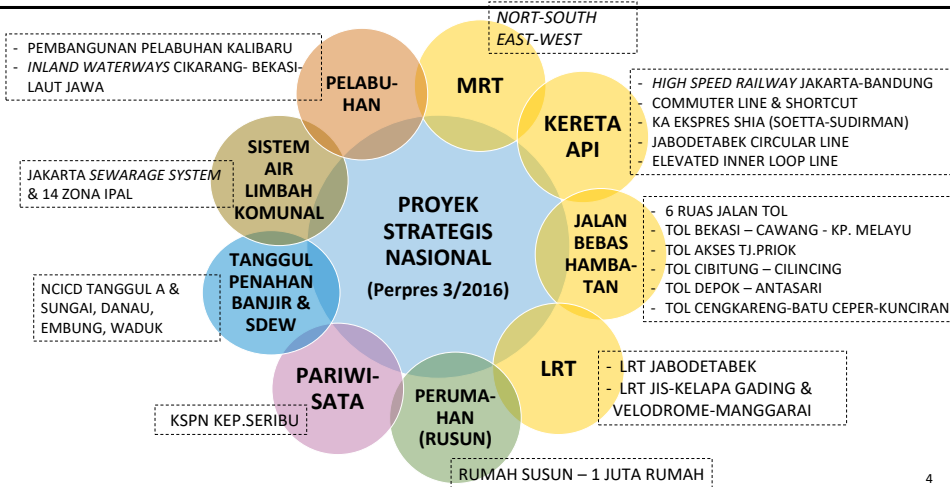 NORT-SOUTH
EAST-WEST
- PEMBANGUNAN PELABUHAN KALIBARU
- INLAND WATERWAYS CIKARANG- BEKASI-
LAUT JAWA
PELABU-
HAN
MRT
KERETA
API
- HIGH SPEED RAILWAY JAKARTA-BANDUNG
- COMMUTER LINE & SHORTCUT
- KA EKSPRES SHIA (SOETTA-SUDIRMAN)
- JABODETABEK CIRCULAR LINE
- ELEVATED INNER LOOP LINE
SISTEM
AIR
LIMBAH
KOMUNAL
JAKARTA SEWARAGE SYSTEM
& 14 ZONA IPAL
PROYEK
STRATEGIS
NASIONAL
(Perpres 3/2016)
JALAN
BEBAS
HAMBA-
TAN
- 6 RUAS JALAN TOL
- TOL BEKASI – CAWANG - KP. MELAYU
- TOL AKSES TJ.PRIOK
- TOL CIBITUNG – CILINCING
- TOL DEPOK – ANTASARI
- TOL CENGKARENG-BATU CEPER-KUNCIRAN
TANGGUL
PENAHAN
BANJIR &
SDEW
NCICD TANGGUL A &
SUNGAI, DANAU,
EMBUNG, WADUK
LRT
- LRT JABODETABEK
- LRT JIS-KELAPA GADING &
VELODROME-MANGGARAI
PARIWI-
SATA
KSPN KEP.SERIBU
PERUMA-
HAN
(RUSUN)
RUMAH SUSUN – 1 JUTA RUMAH
4